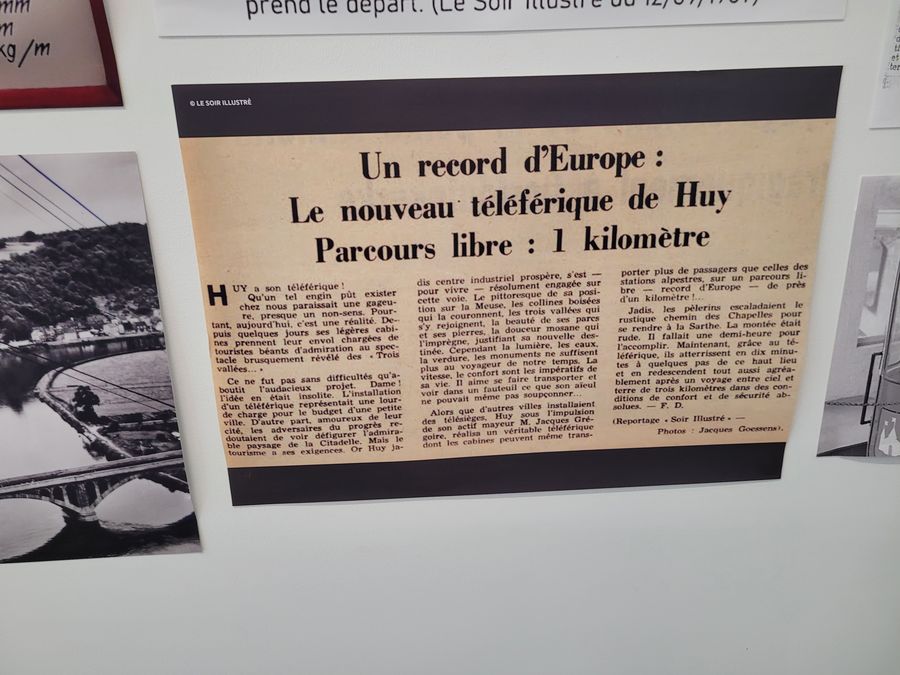 mm
m
kg/m
prend le départ. (Le Soir Illustré du 12/09/1957)
© LE SOIR ILLUSTRÉ
Un record d'Europe :
Le nouveau téléférique de Huy
Parcours libre : 1 kilomètre
HUY a son téléférique !
Qu'un tel engin pût exister
chez nous paraissait une gageu-
re, presque un non-sens. Pour-
tant, aujourd'hui, c'est une réalité. De-
puis quelques jours ses légères cabi-
nes prennent leur envol chargées de
touristes béants d'admiration au spec-
tacle brusquement révélé des « Trois
vallées... »
Ce ne fut pas sans difficultés qu'a-
boutit l'audacieux projet. Dame !
l'idée en était insolite. L'installation
d'un téléférique représentait une lour-
de charge pour le budget d'une petite
ville. D'autre part, amoureux de leur
cité, les adversaires du progrès re-
doutaient de voir défigurer l'admira-
ble paysage de la Citadelle. Mais le
tourisme a ses exigences. Or Huy ja-
dis centre industriel prospère, s'est —
pour vivre — résolument engagée sur
cette voie. Le pittoresque de sa posi-
tion sur la Meuse, les collines boisées
qui la couronnent, les trois vallées qui
s'y rejoignent, la beauté de ses parcs
et ses pierres, la douceur mosane qui
l'imprègne, justifiait sa nouvelle des-
tinée. Cependant la lumière, les eaux,
la verdure, les monuments ne suffisent
plus au voyageur de notre temps. La
vitesse, le confort sont les impératifs de
sa vie. Il aime se faire transporter et
voir dans un fauteuil ce que son aïeul
ne pouvait même pas soupçonner...
Alors que d'autres villes installaient
des télésièges, Huy sous l'impulsion
de son actif mayeur M. Jacques Gré-
goire, réalisa un véritable téléférique
dont les cabines peuvent même trans-
porter plus de passagers que celles des
stations alpestres, sur un parcours li-
bre — record d'Europe — de près
d'un kilomètre !...
Jadis, les pèlerins escaladaient le
rustique chemin des Chapelles pour
se rendre à la Sarthe. La montée était
rude. Il fallait une demi-heure pour
l'accomplir. Maintenant, grâce au té-
léférique, ils atterrissent en dix minu-
tes à quelques pas de ce haut lieu
et en redescendent tout aussi agréa-
blement après un voyage entre ciel et
terre de trois kilomètres dans des con-
ditions de confort et de sécurité ab-
solues. — F. D.
(Reportage « Soir Illustré » —
Photos : Jacques Goessens).